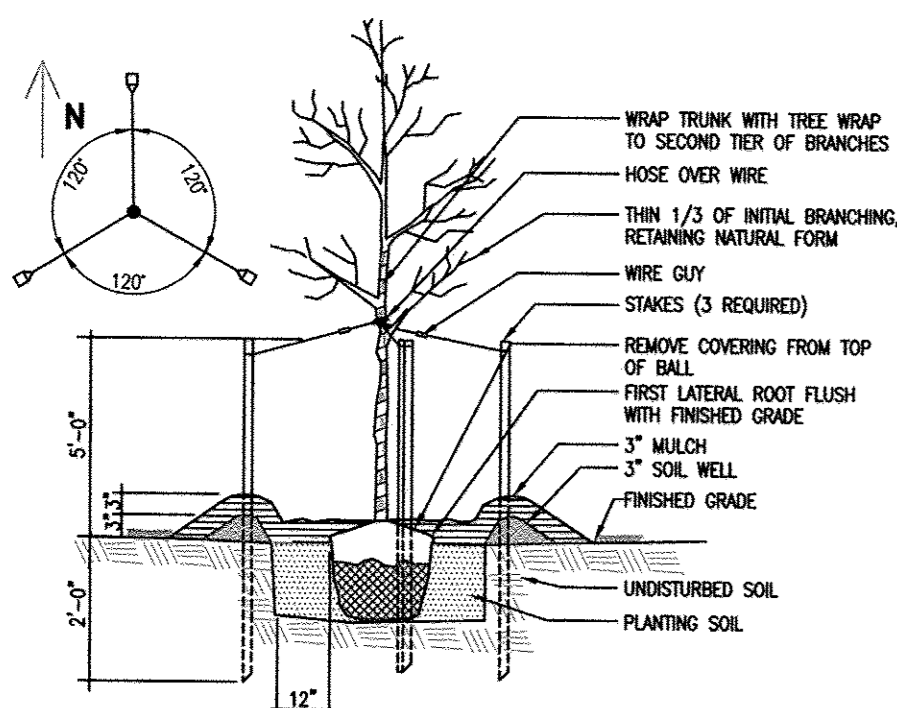 N
120°
120°
120°
WRAP TRUNK WITH TREE WRAP
TO SECOND TIER OF BRANCHES
HOSE OVER WIRE
THIN 1/3 OF INITIAL BRANCHING,
RETAINING NATURAL FORM
WIRE GUY
STAKES (3 REQUIRED)
REMOVE COVERING FROM TOP
OF BALL
FIRST LATERAL ROOT FLUSH
WITH FINISHED GRADE
3" MULCH
3" SOIL WELL
FINISHED GRADE
UNDISTURBED SOIL
PLANTING SOIL
5'-0"
3"
3"
2'-0"
12"